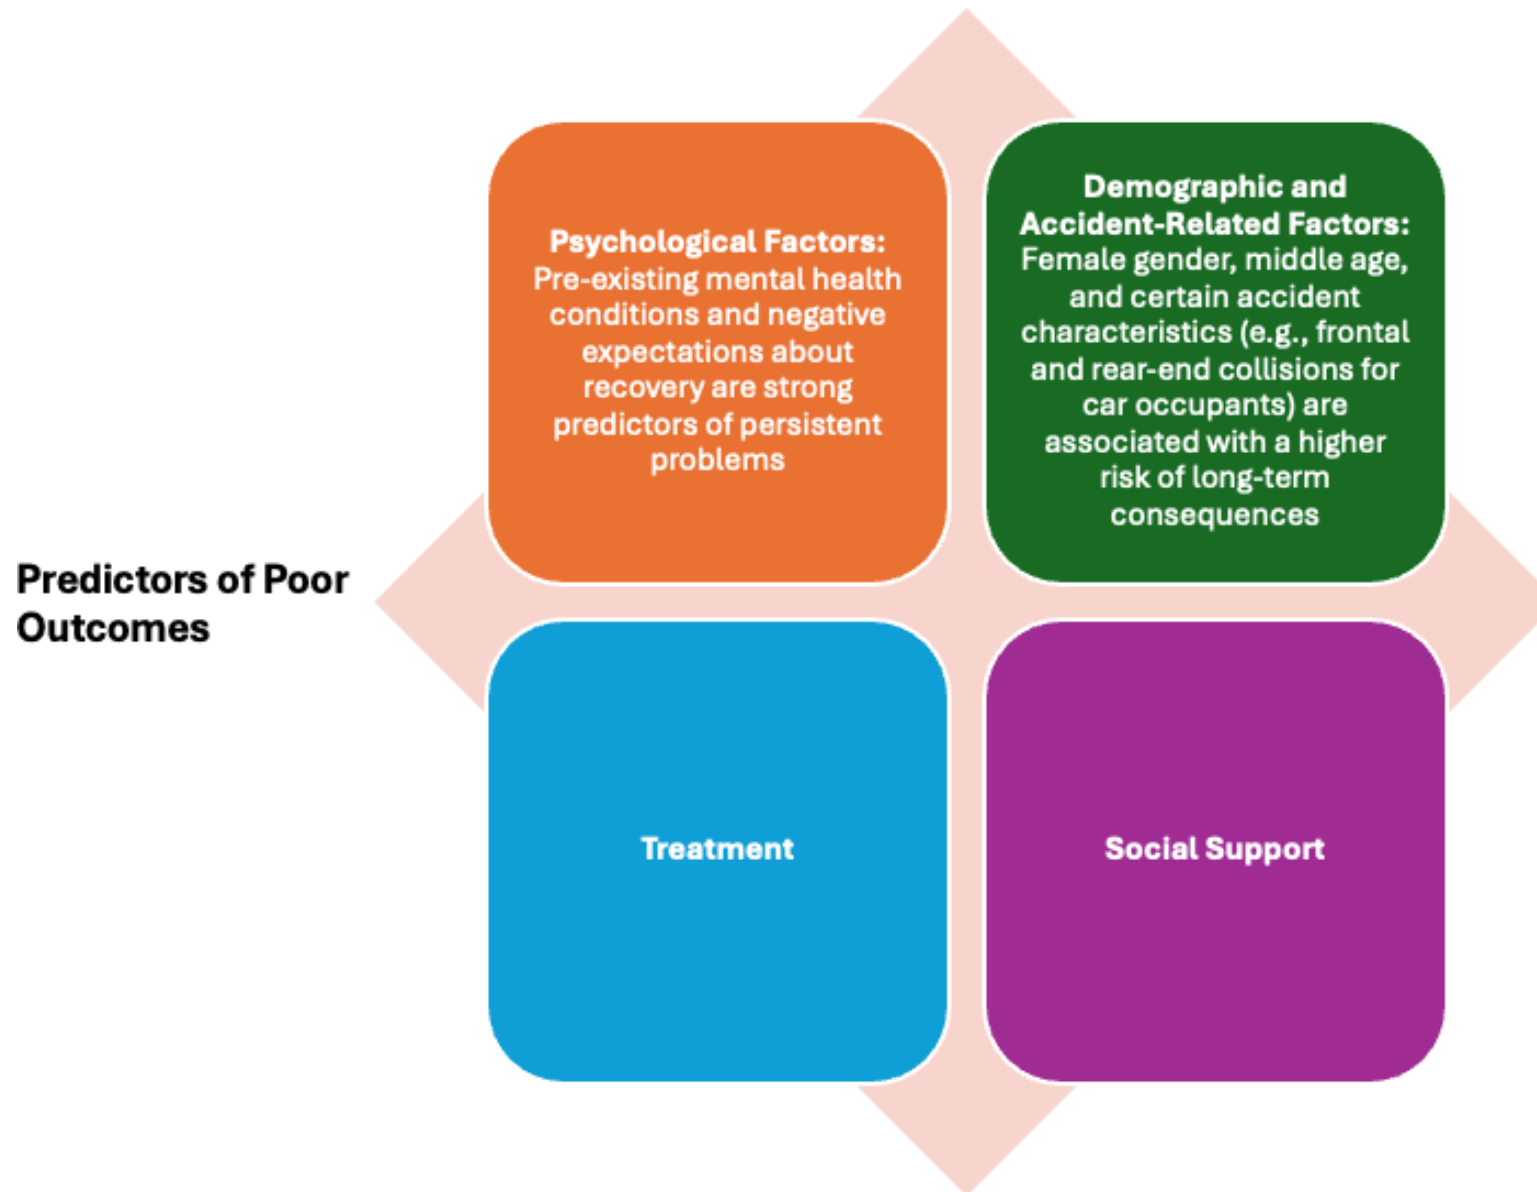 Predictors of Poor
Outcomes
Psychological Factors:
Pre-existing mental health
conditions and negative
expectations about
recovery are strong
predictors of persistent
problems
Demographic and
Accident-Related Factors:
Female gender, middle age,
and certain accident
characteristics (e.g., frontal
and rear-end collisions for
car occupants) are
associated with a higher
risk of long-term
consequences
Treatment
Social Support